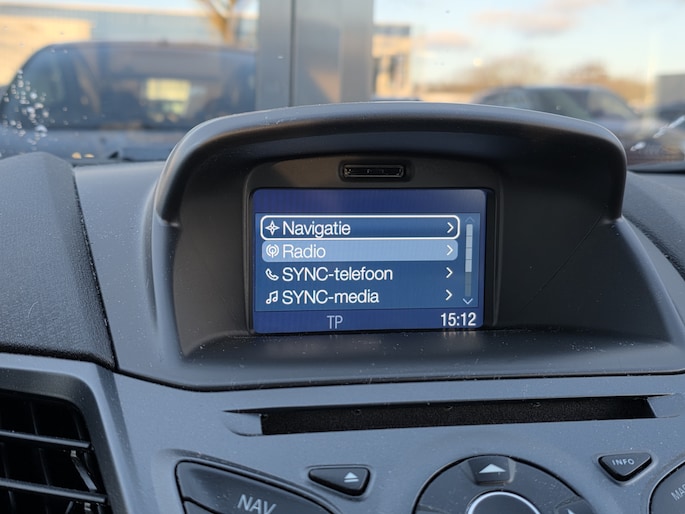 Navigatie
Radio
SYNC-telefoon
SYNC-media
TP 15:12
NAV
INFO